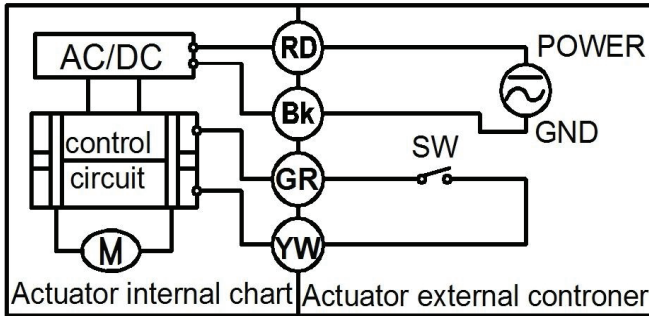 AC/DC
RD
POWER
Bk
GND
control
circuit
SW
GR
M
YW
Actuator internal chart
Actuator external controner